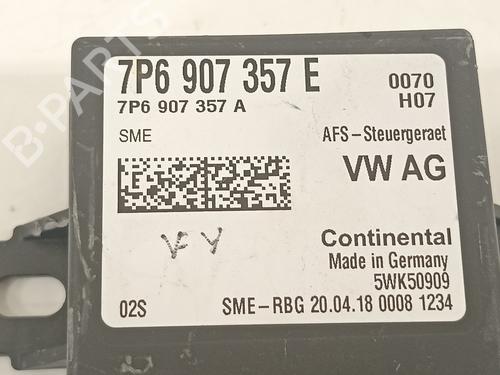 7P6 907 357 E
0070
7P6 907 357 A
H07
SME
AFS-Steuergeraet
VW AG
Continental
Made in Germany
5WK50909
02S
SME-RBG 20.04.18 0008 1234
B-PARTS